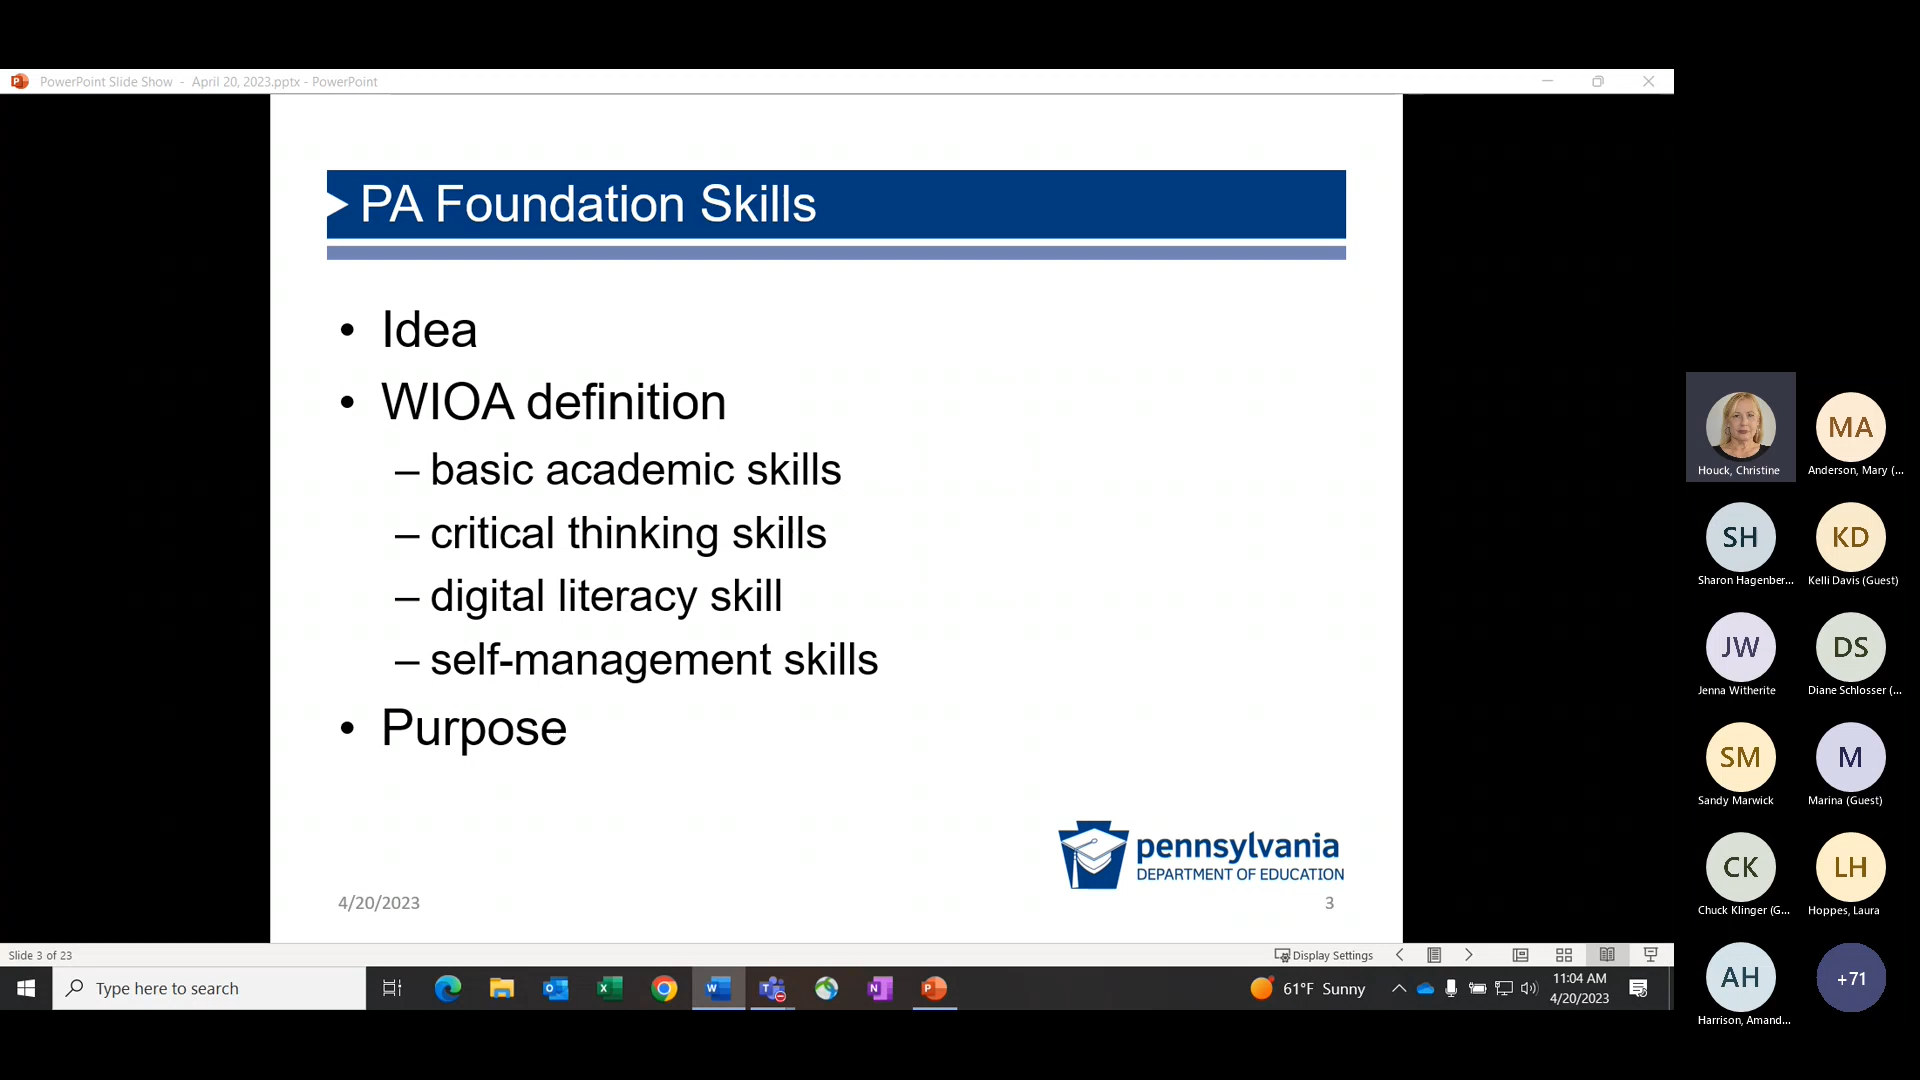 PowerPoint Slide Show - April 20, 2023.pptx - PowerPoint
PA Foundation Skills
• Idea
• WIOA definition
– basic academic skills
– critical thinking skills
– digital literacy skill
– self-management skills
• Purpose
pennsylvania
DEPARTMENT OF EDUCATION
4/20/2023
3
Slide 3 of 23
Display Settings
Type here to search
61°F Sunny
11:04 AM
4/20/2023
Houck, Christine
MA
Anderson, Mary (...
SH
Sharon Hagenber...
KD
Kelli Davis (Guest)
JW
Jenna Witherite
DS
Diane Schlosser (...
SM
Sandy Marwick
M
Marina (Guest)
CK
Chuck Klinger (G...
LH
Hoppes, Laura
AH
Harrison, Amand...
+71